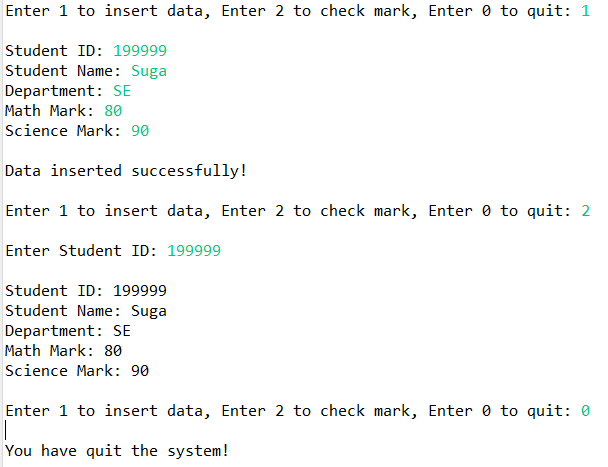 Enter 1 to insert data, Enter 2 to check mark, Enter 0 to quit: 1
Student ID: 199999
Student Name: Suga
Department: SE
Math Mark: 80
Science Mark: 90
Data inserted successfully!
Enter 1 to insert data, Enter 2 to check mark, Enter 0 to quit: 2
Enter Student ID: 199999
Student ID: 199999
Student Name: Suga
Department: SE
Math Mark: 80
Science Mark: 90
Enter 1 to insert data, Enter 2 to check mark, Enter 0 to quit: 0
You have quit the system!